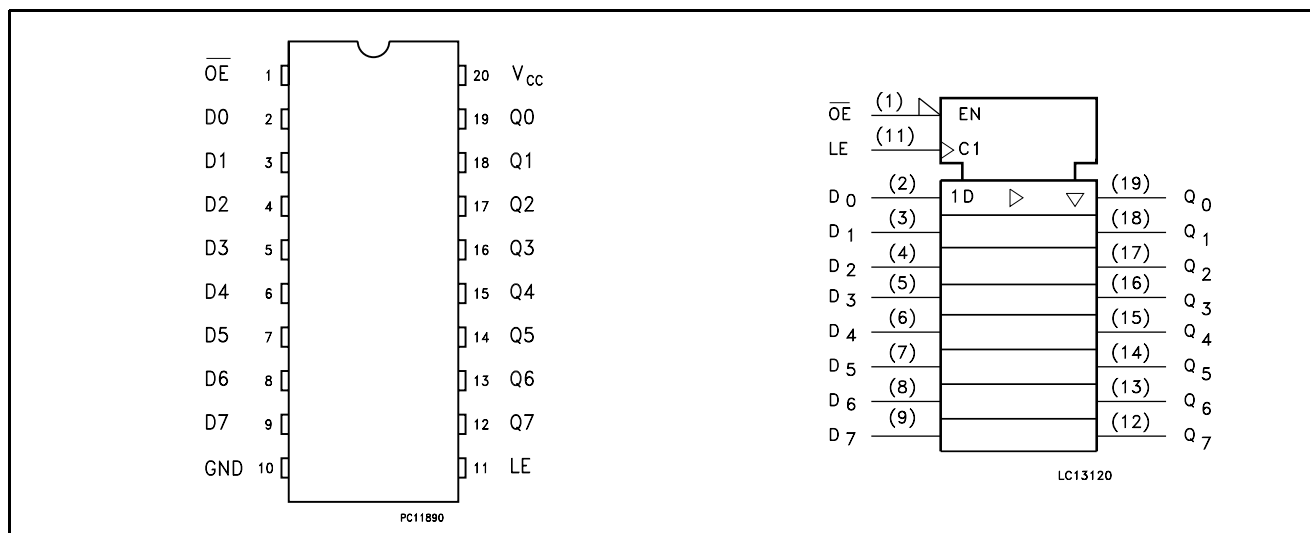 O̅E̅ 1 20 VCC
D0 2 19 Q0
D1 3 18 Q1
D2 4 17 Q2
D3 5 16 Q3
D4 6 15 Q4
D5 7 14 Q5
D6 8 13 Q6
D7 9 12 Q7
GND 10 11 LE
PC11890
O̅E̅ (1) EN
LE (11) C1
D0 (2) 1D (19) Q0
D1 (3) (18) Q1
D2 (4) (17) Q2
D3 (5) (16) Q3
D4 (6) (15) Q4
D5 (7) (14) Q5
D6 (8) (13) Q6
D7 (9) (12) Q7
LC13120